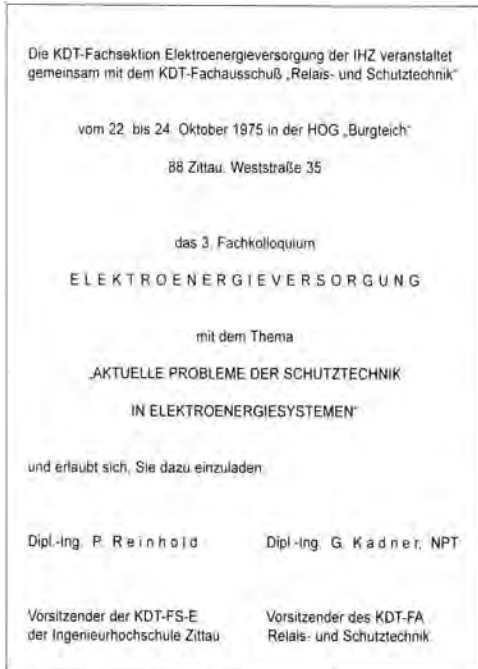 Die KDT-Fachsektion Elektroenergieversorgung der IHZ veranstaltet
gemeinsam mit dem KDT-Fachausschuß „Relais- und Schutztechnik“
vom 22. bis 24. Oktober 1975 in der HOG „Burgteich“
88 Zittau, Weststraße 35
das 3. Fachkolloquium
E L E K T R O E N E R G I E V E R S O R G U N G
mit dem Thema
„AKTUELLE PROBLEME DER SCHUTZTECHNIK
IN ELEKTROENERGIESYSTEMEN“
und erlaubt sich, Sie dazu einzuladen.
Dipl.-Ing. P. R e i n h o l d
Dipl.-Ing. G. K a d n e r, NPT
Vorsitzender der KDT-FS-E
der Ingenieurhochschule Zittau
Vorsitzender des KDT-FA
Relais- und Schutztechnik